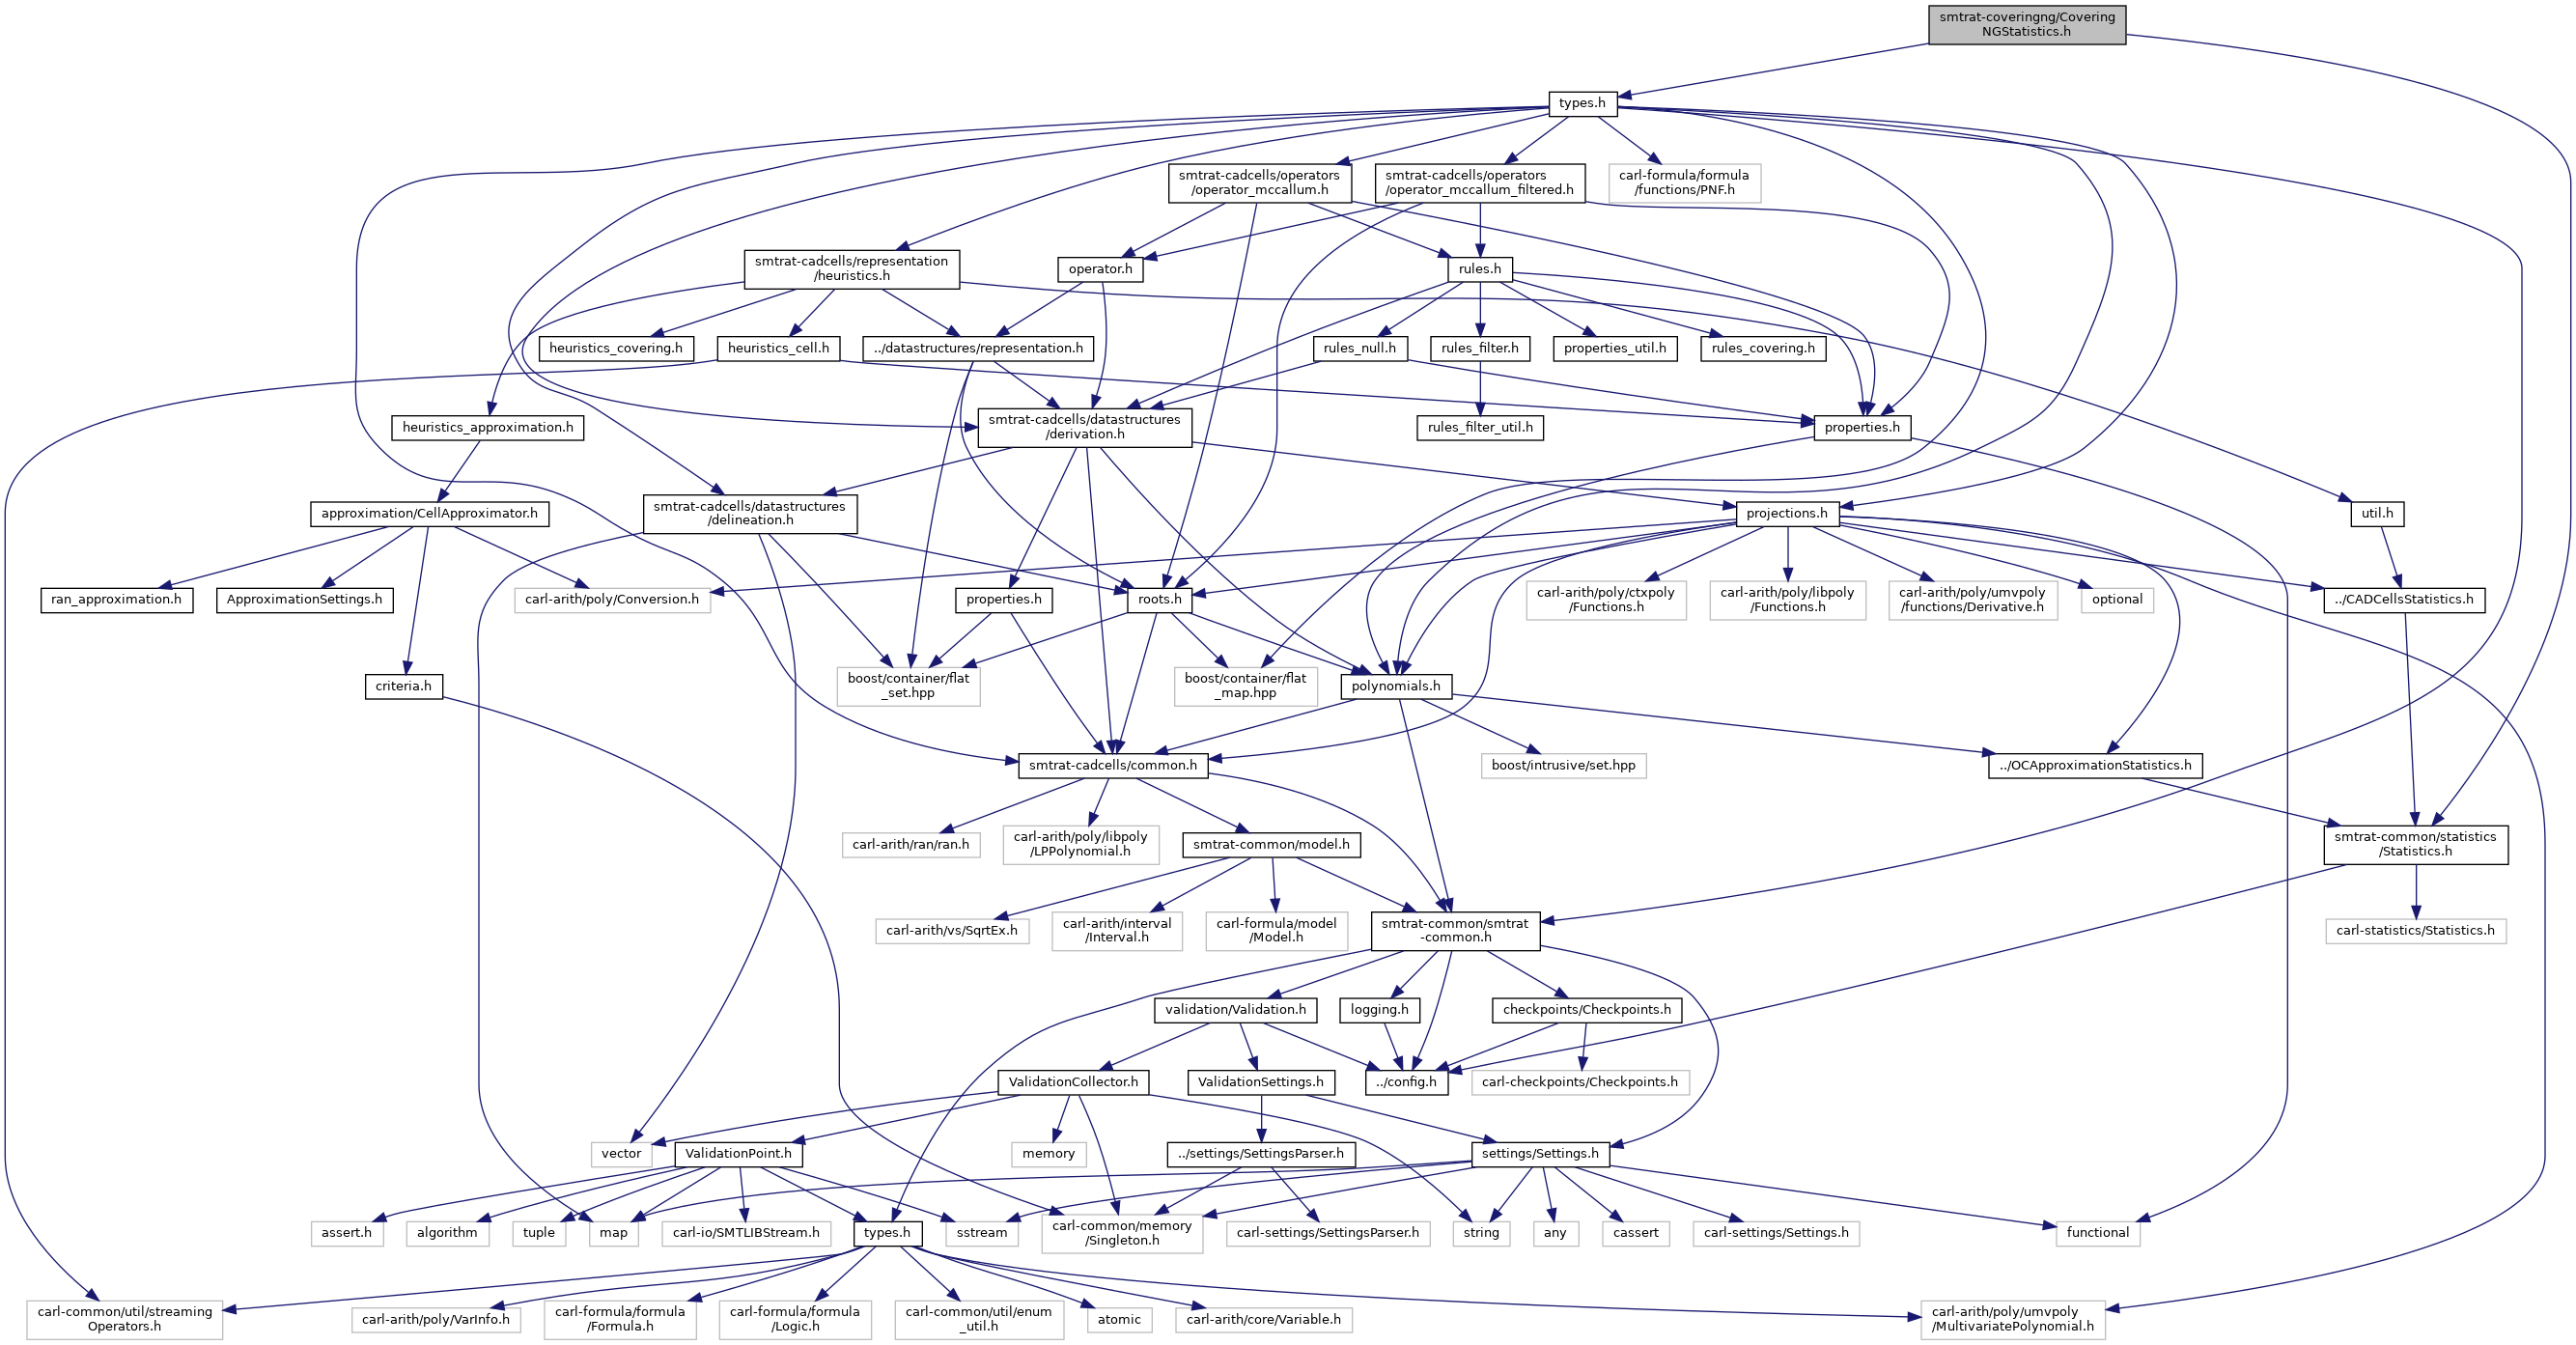 smtrat-coveringng/Covering
NGStatistics.h
types.h
smtrat-cadcells/operators
/operator_mccallum.h
smtrat-cadcells/operators
/operator_mccallum_filtered.h
carl-formula/formula
/functions/PNF.h
smtrat-cadcells/representation
/heuristics.h
operator.h
rules.h
heuristics_covering.h
heuristics_cell.h
../datastructures/representation.h
rules_null.h
rules_filter.h
properties_util.h
rules_covering.h
heuristics_approximation.h
smtrat-cadcells/datastructures
/derivation.h
rules_filter_util.h
properties.h
approximation/CellApproximator.h
smtrat-cadcells/datastructures
/delineation.h
projections.h
util.h
ran_approximation.h
ApproximationSettings.h
carl-arith/poly/Conversion.h
properties.h
roots.h
carl-arith/poly/ctxpoly
/Functions.h
carl-arith/poly/libpoly
/Functions.h
carl-arith/poly/umvpoly
/functions/Derivative.h
optional
../CADCellsStatistics.h
criteria.h
boost/container/flat
_set.hpp
boost/container/flat
_map.hpp
polynomials.h
smtrat-cadcells/common.h
boost/intrusive/set.hpp
../OCApproximationStatistics.h
carl-arith/ran/ran.h
carl-arith/poly/libpoly
/LPPolynomial.h
smtrat-common/model.h
smtrat-common/statistics
/Statistics.h
carl-arith/vs/SqrtEx.h
carl-arith/interval
/Interval.h
carl-formula/model
/Model.h
smtrat-common/smtrat
-common.h
carl-statistics/Statistics.h
validation/Validation.h
logging.h
checkpoints/Checkpoints.h
ValidationCollector.h
ValidationSettings.h
../config.h
carl-checkpoints/Checkpoints.h
vector
ValidationPoint.h
memory
../settings/SettingsParser.h
settings/Settings.h
assert.h
algorithm
tuple
map
carl-io/SMTLIBStream.h
types.h
sstream
carl-common/memory
/Singleton.h
carl-settings/SettingsParser.h
string
any
cassert
carl-settings/Settings.h
functional
carl-common/util/streaming
Operators.h
carl-arith/poly/VarInfo.h
carl-formula/formula
/Formula.h
carl-formula/formula
/Logic.h
carl-common/util/enum
_util.h
atomic
carl-arith/core/Variable.h
carl-arith/poly/umvpoly
/MultivariatePolynomial.h